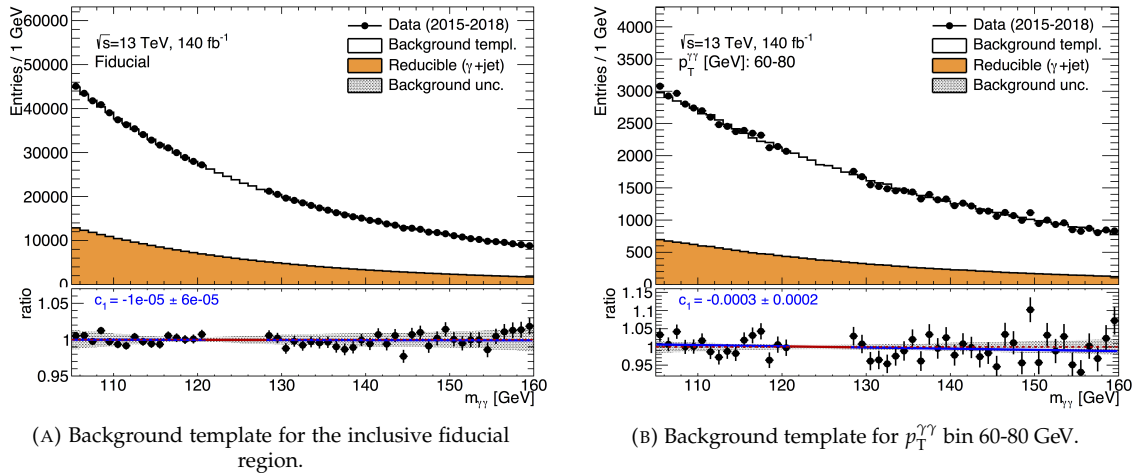 Entries / 1 GeV
60000
50000
40000
30000
20000
10000
0
√s=13 TeV, 140 fb⁻¹
Fiducial
Data (2015-2018)
Background templ.
Reducible (γ+jet)
Background unc.
ratio
1.05
1
0.95
c₁ = -1e-05 ± 6e-05
110 120 130 140 150 160
m_γγ [GeV]
(A) Background template for the inclusive fiducial
region.
Entries / 1 GeV
4000
3500
3000
2500
2000
1500
1000
500
0
√s=13 TeV, 140 fb⁻¹
p_T^γγ [GeV]: 60-80
Data (2015-2018)
Background templ.
Reducible (γ+jet)
Background unc.
ratio
1.15
1.1
1.05
1.00
0.95
c₁ = -0.0003 ± 0.0002
110 120 130 140 150 160
m_γγ [GeV]
(B) Background template for p_T^γγ bin 60-80 GeV.